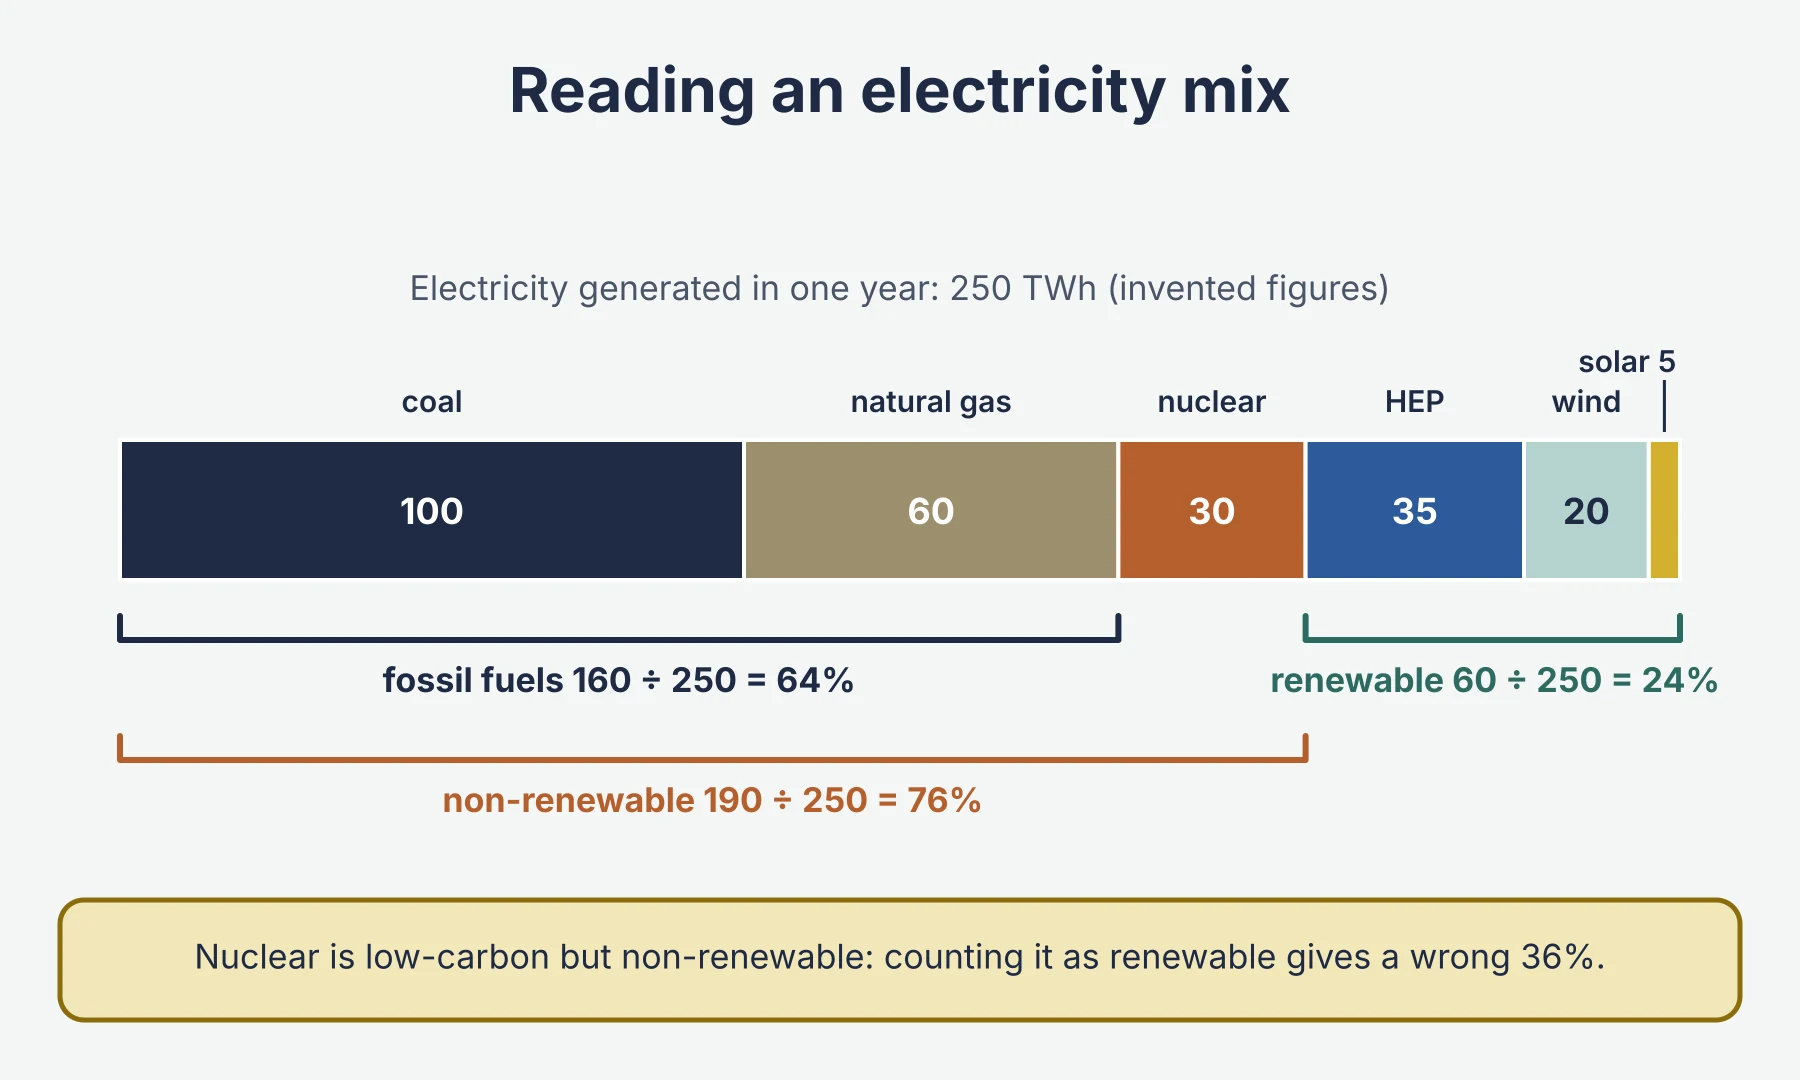 Reading an electricity mix
Electricity generated in one year: 250 TWh (invented figures)
solar 5
coal natural gas nuclear HEP wind
100 60 30 35 20
fossil fuels 160 ÷ 250 = 64% renewable 60 ÷ 250 = 24%
non-renewable 190 ÷ 250 = 76%
Nuclear is low-carbon but non-renewable: counting it as renewable gives a wrong 36%.